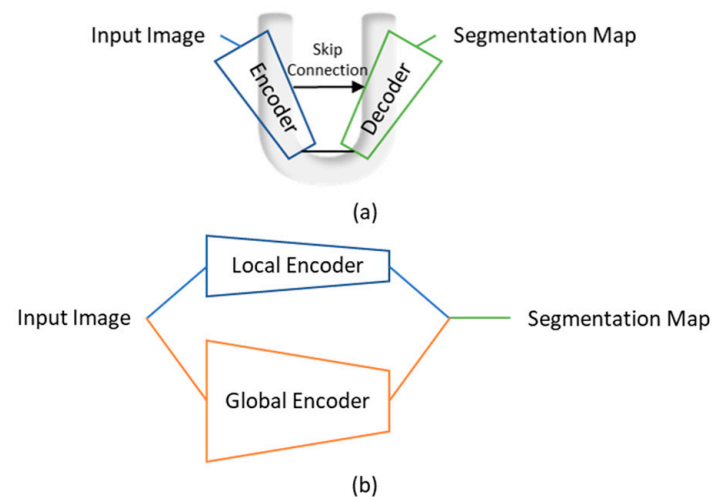 Input Image
Skip
Connection
Segmentation Map
Encoder
Decoder
(a)
Local Encoder
Input Image
Segmentation Map
Global Encoder
(b)